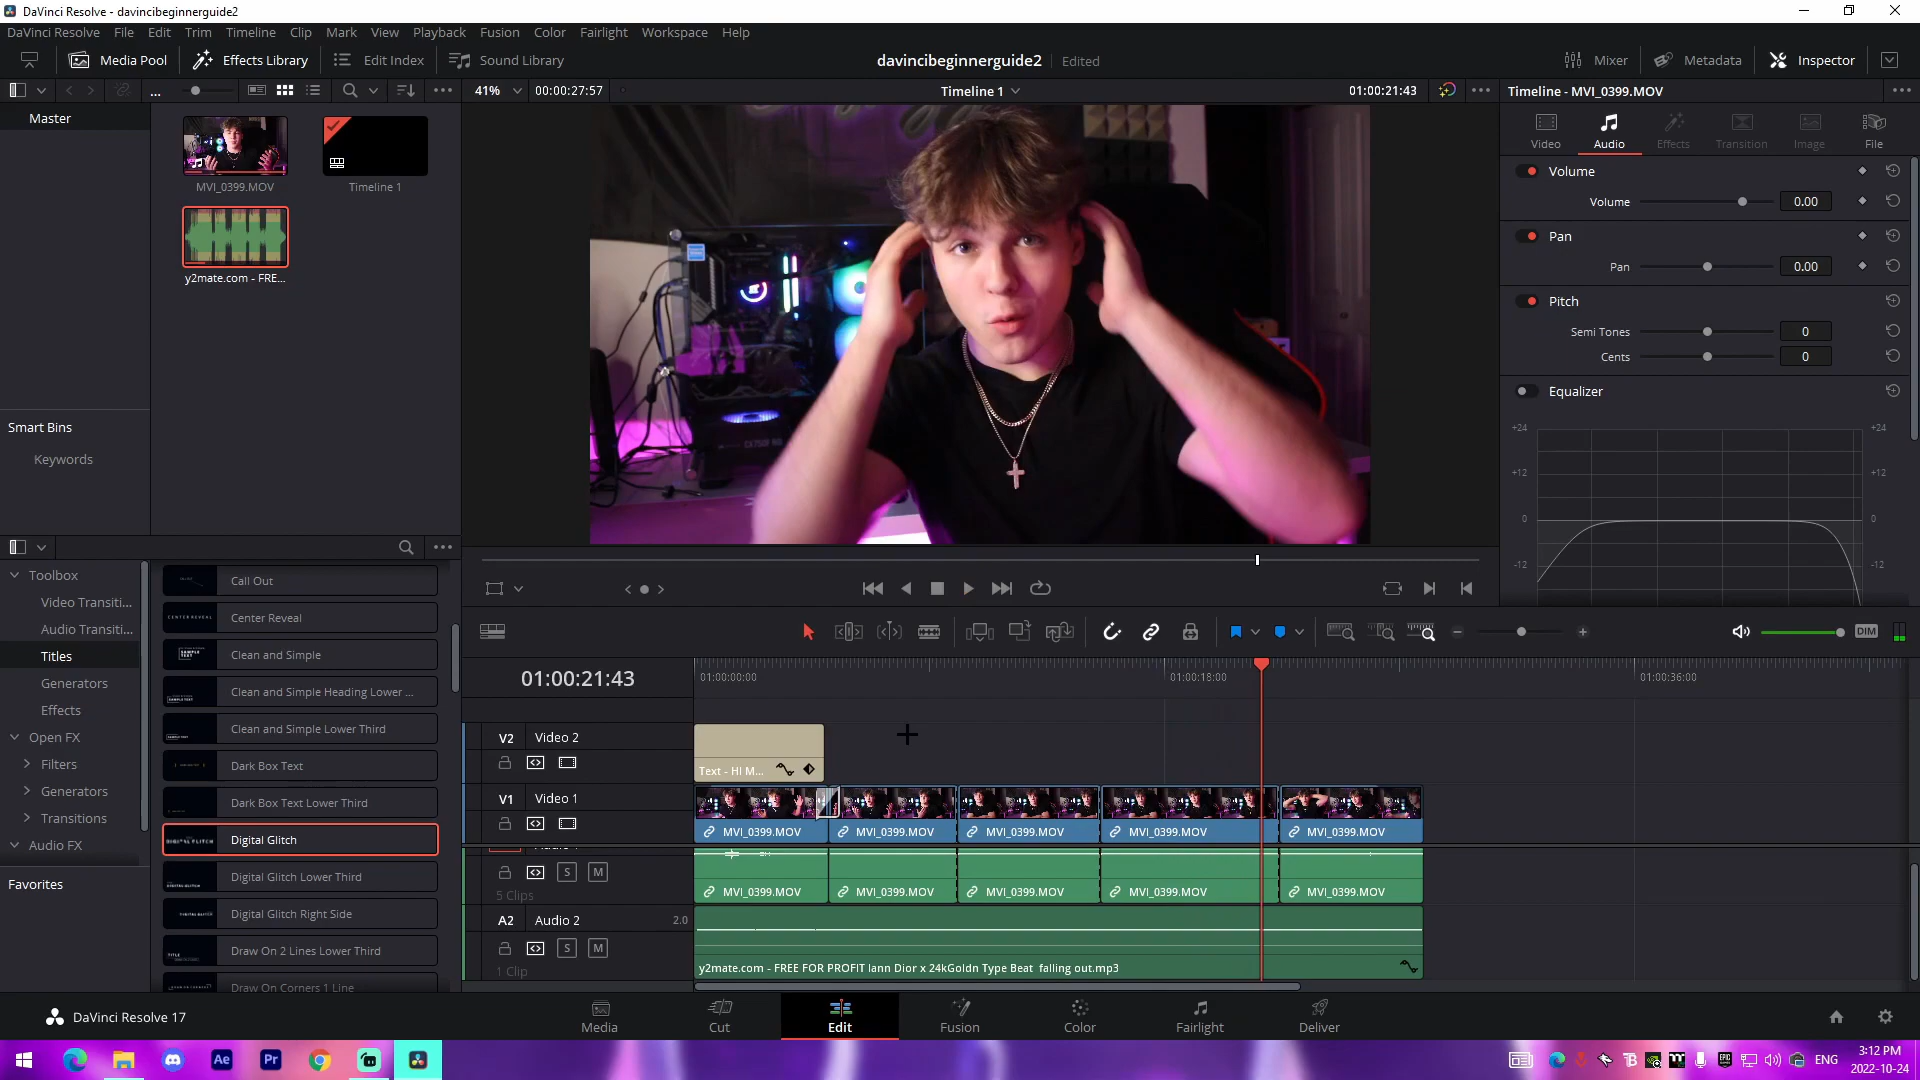 DaVinci Resolve - davincibeginnerguide2
DaVinci Resolve File Edit Trim Timeline Clip Mark View Playback Fusion Color Fairlight Workspace Help
Media Pool Effects Library Edit Index Sound Library davincibeginnerguide2 Edited Mixer Metadata Inspector
... 41% 00:00:27:57 Timeline 1 01:00:21:43 Timeline - MVI_0399.MOV
Master
MVI_0399.MOV Timeline 1
y2mate.com - FRE...
Smart Bins
Keywords
Video Audio Effects Transition Image File
Volume
Volume 0.00
Pan
Pan 0.00
Pitch
Semi Tones 0
Cents 0
Equalizer
+24 +24
+12 +12
0 0
-12 -12
Toolbox
Video Transiti...
Audio Transiti...
Titles
Generators
Effects
Open FX
Filters
Generators
Transitions
Audio FX
Favorites
Call Out
Center Reveal
Clean and Simple
Clean and Simple Heading Lower ...
Clean and Simple Lower Third
Dark Box Text
Dark Box Text Lower Third
Digital Glitch
Digital Glitch Lower Third
Digital Glitch Right Side
Draw On 2 Lines Lower Third
Draw On Corners 1 Line
DIM
01:00:21:43 01:00:00:00 01:00:18:00 01:00:36:00
V2 Video 2
Text - HI M...
V1 Video 1
MVI_0399.MOV MVI_0399.MOV MVI_0399.MOV MVI_0399.MOV MVI_0399.MOV
S M
5 Clips
MVI_0399.MOV MVI_0399.MOV MVI_0399.MOV MVI_0399.MOV MVI_0399.MOV
A2 Audio 2 2.0
S M
1 Clip
y2mate.com - FREE FOR PROFIT Iann Dior x 24kGoldn Type Beat falling out.mp3
DaVinci Resolve 17
Media Cut Edit Fusion Color Fairlight Deliver
Ae Pr
ENG
3:12 PM
2022-10-24